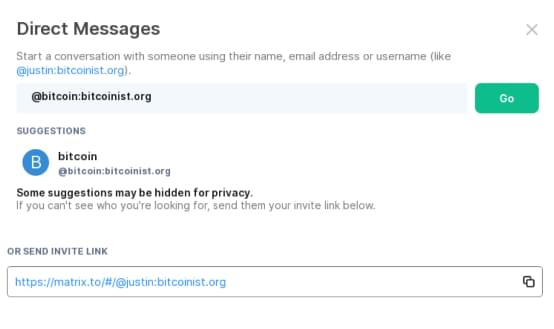 Direct Messages
Start a conversation with someone using their name, email address or username (like
@justin:bitcoinist.org).
@bitcoin:bitcoinist.org
Go
SUGGESTIONS
B
bitcoin
@bitcoin:bitcoinist.org
Some suggestions may be hidden for privacy.
If you can't see who you're looking for, send them your invite link below.
OR SEND INVITE LINK
https://matrix.to/#/@justin:bitcoinist.org